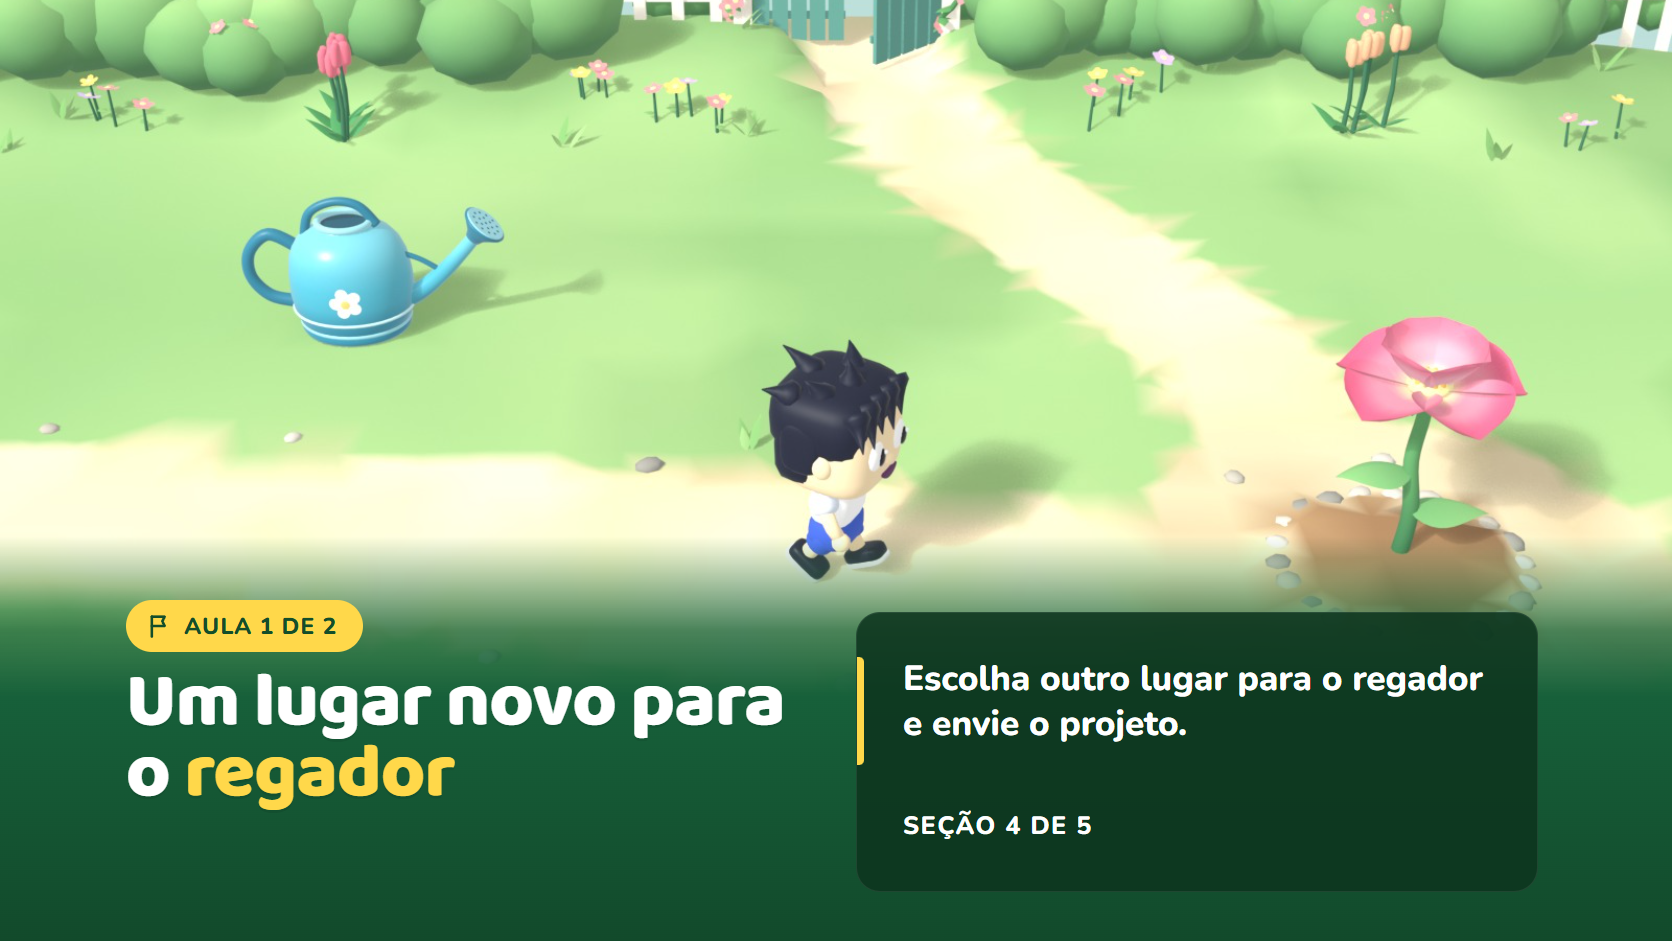 AULA 1 DE 2
Um lugar novo para
o regador
Escolha outro lugar para o regador
e envie o projeto.
SEÇÃO 4 DE 5